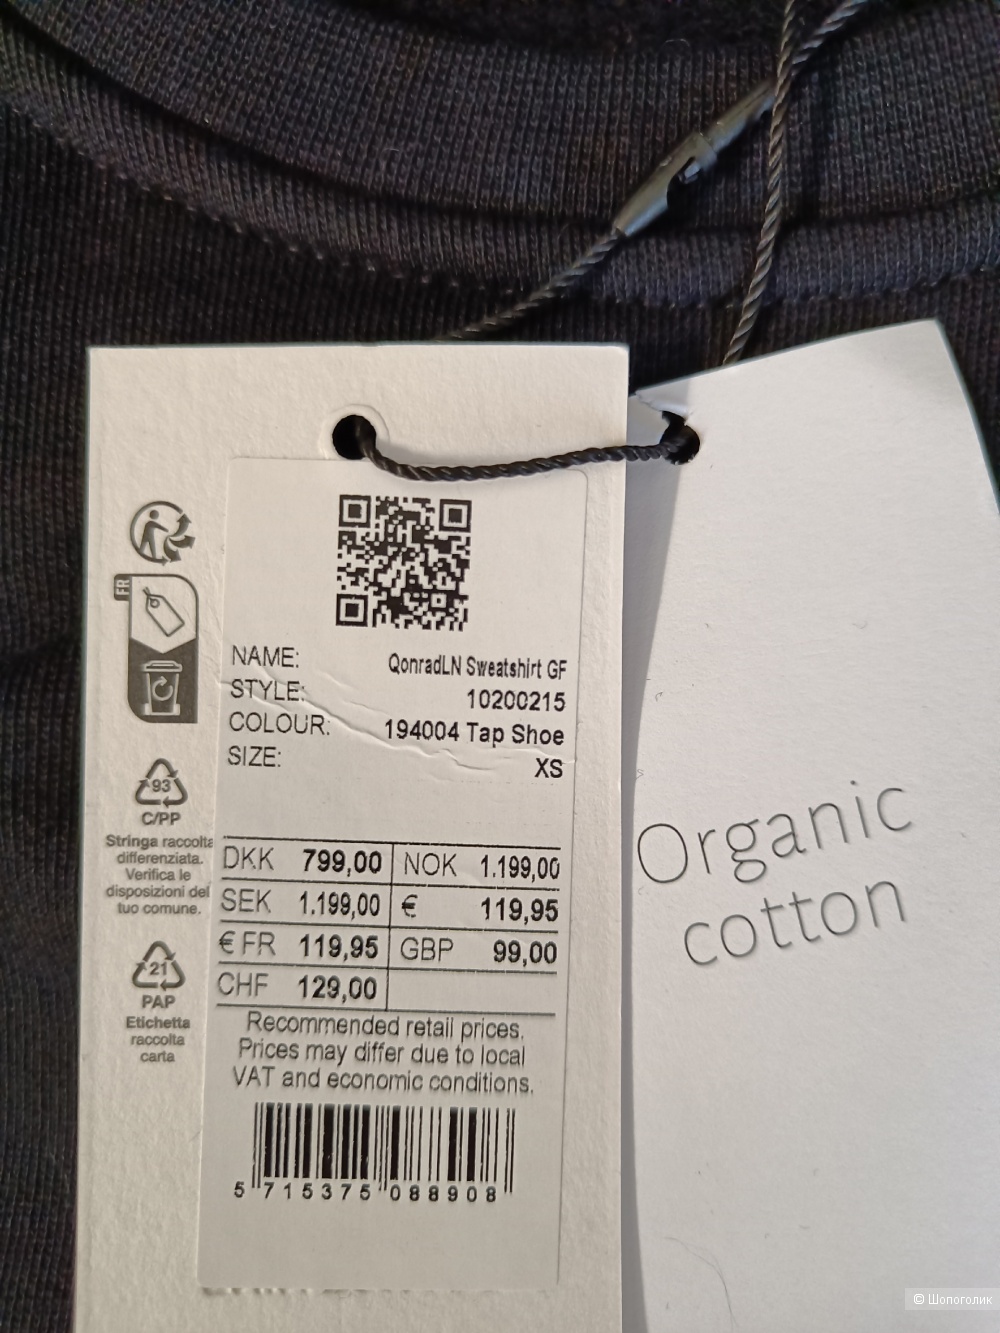 FR
NAME: QonradLN Sweatshirt GF
STYLE: 10200215
COLOUR: 194004 Tap Shoe
SIZE: XS
93
C/PP
Stringa raccolta
differenziata.
Verifica le
disposizioni del
tuo comune.
21
PAP
Etichetta
raccolta
carta
DKK 799,00 NOK 1.199,00
SEK 1.199,00 € 119,95
€ FR 119,95 GBP 99,00
CHF 129,00
Recommended retail prices.
Prices may differ due to local
VAT and economic conditions.
5 715375 088908
Organic
cotton
© Шопоголик